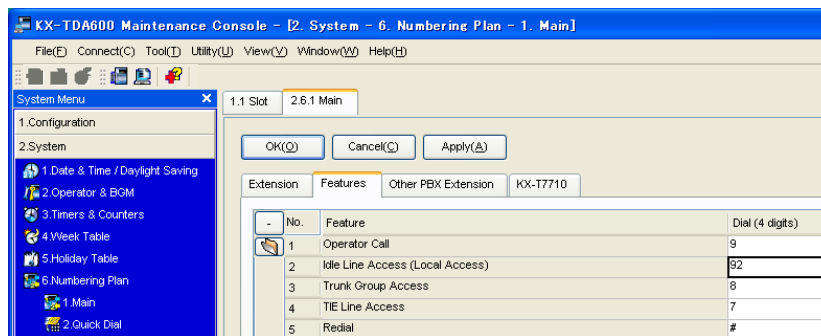 KX-TDA600 Maintenance Console - [2. System - 6. Numbering Plan - 1. Main]
File(F) Connect(C) Tool(T) Utility(U) View(V) Window(W) Help(H)
System Menu X
1.1 Slot 2.6.1 Main
1.Configuration
2.System
OK(O) Cancel(C) Apply(A)
1.Date & Time / Daylight Saving
2.Operator & BGM
3.Timers & Counters
4.Week Table
5.Holiday Table
6.Numbering Plan
1.Main
2.Quick Dial
Extension Features Other PBX Extension KX-T7710
- No. Feature Dial (4 digits)
1 Operator Call 9
2 Idle Line Access (Local Access) 92
3 Trunk Group Access 8
4 TIE Line Access 7
5 Redial #